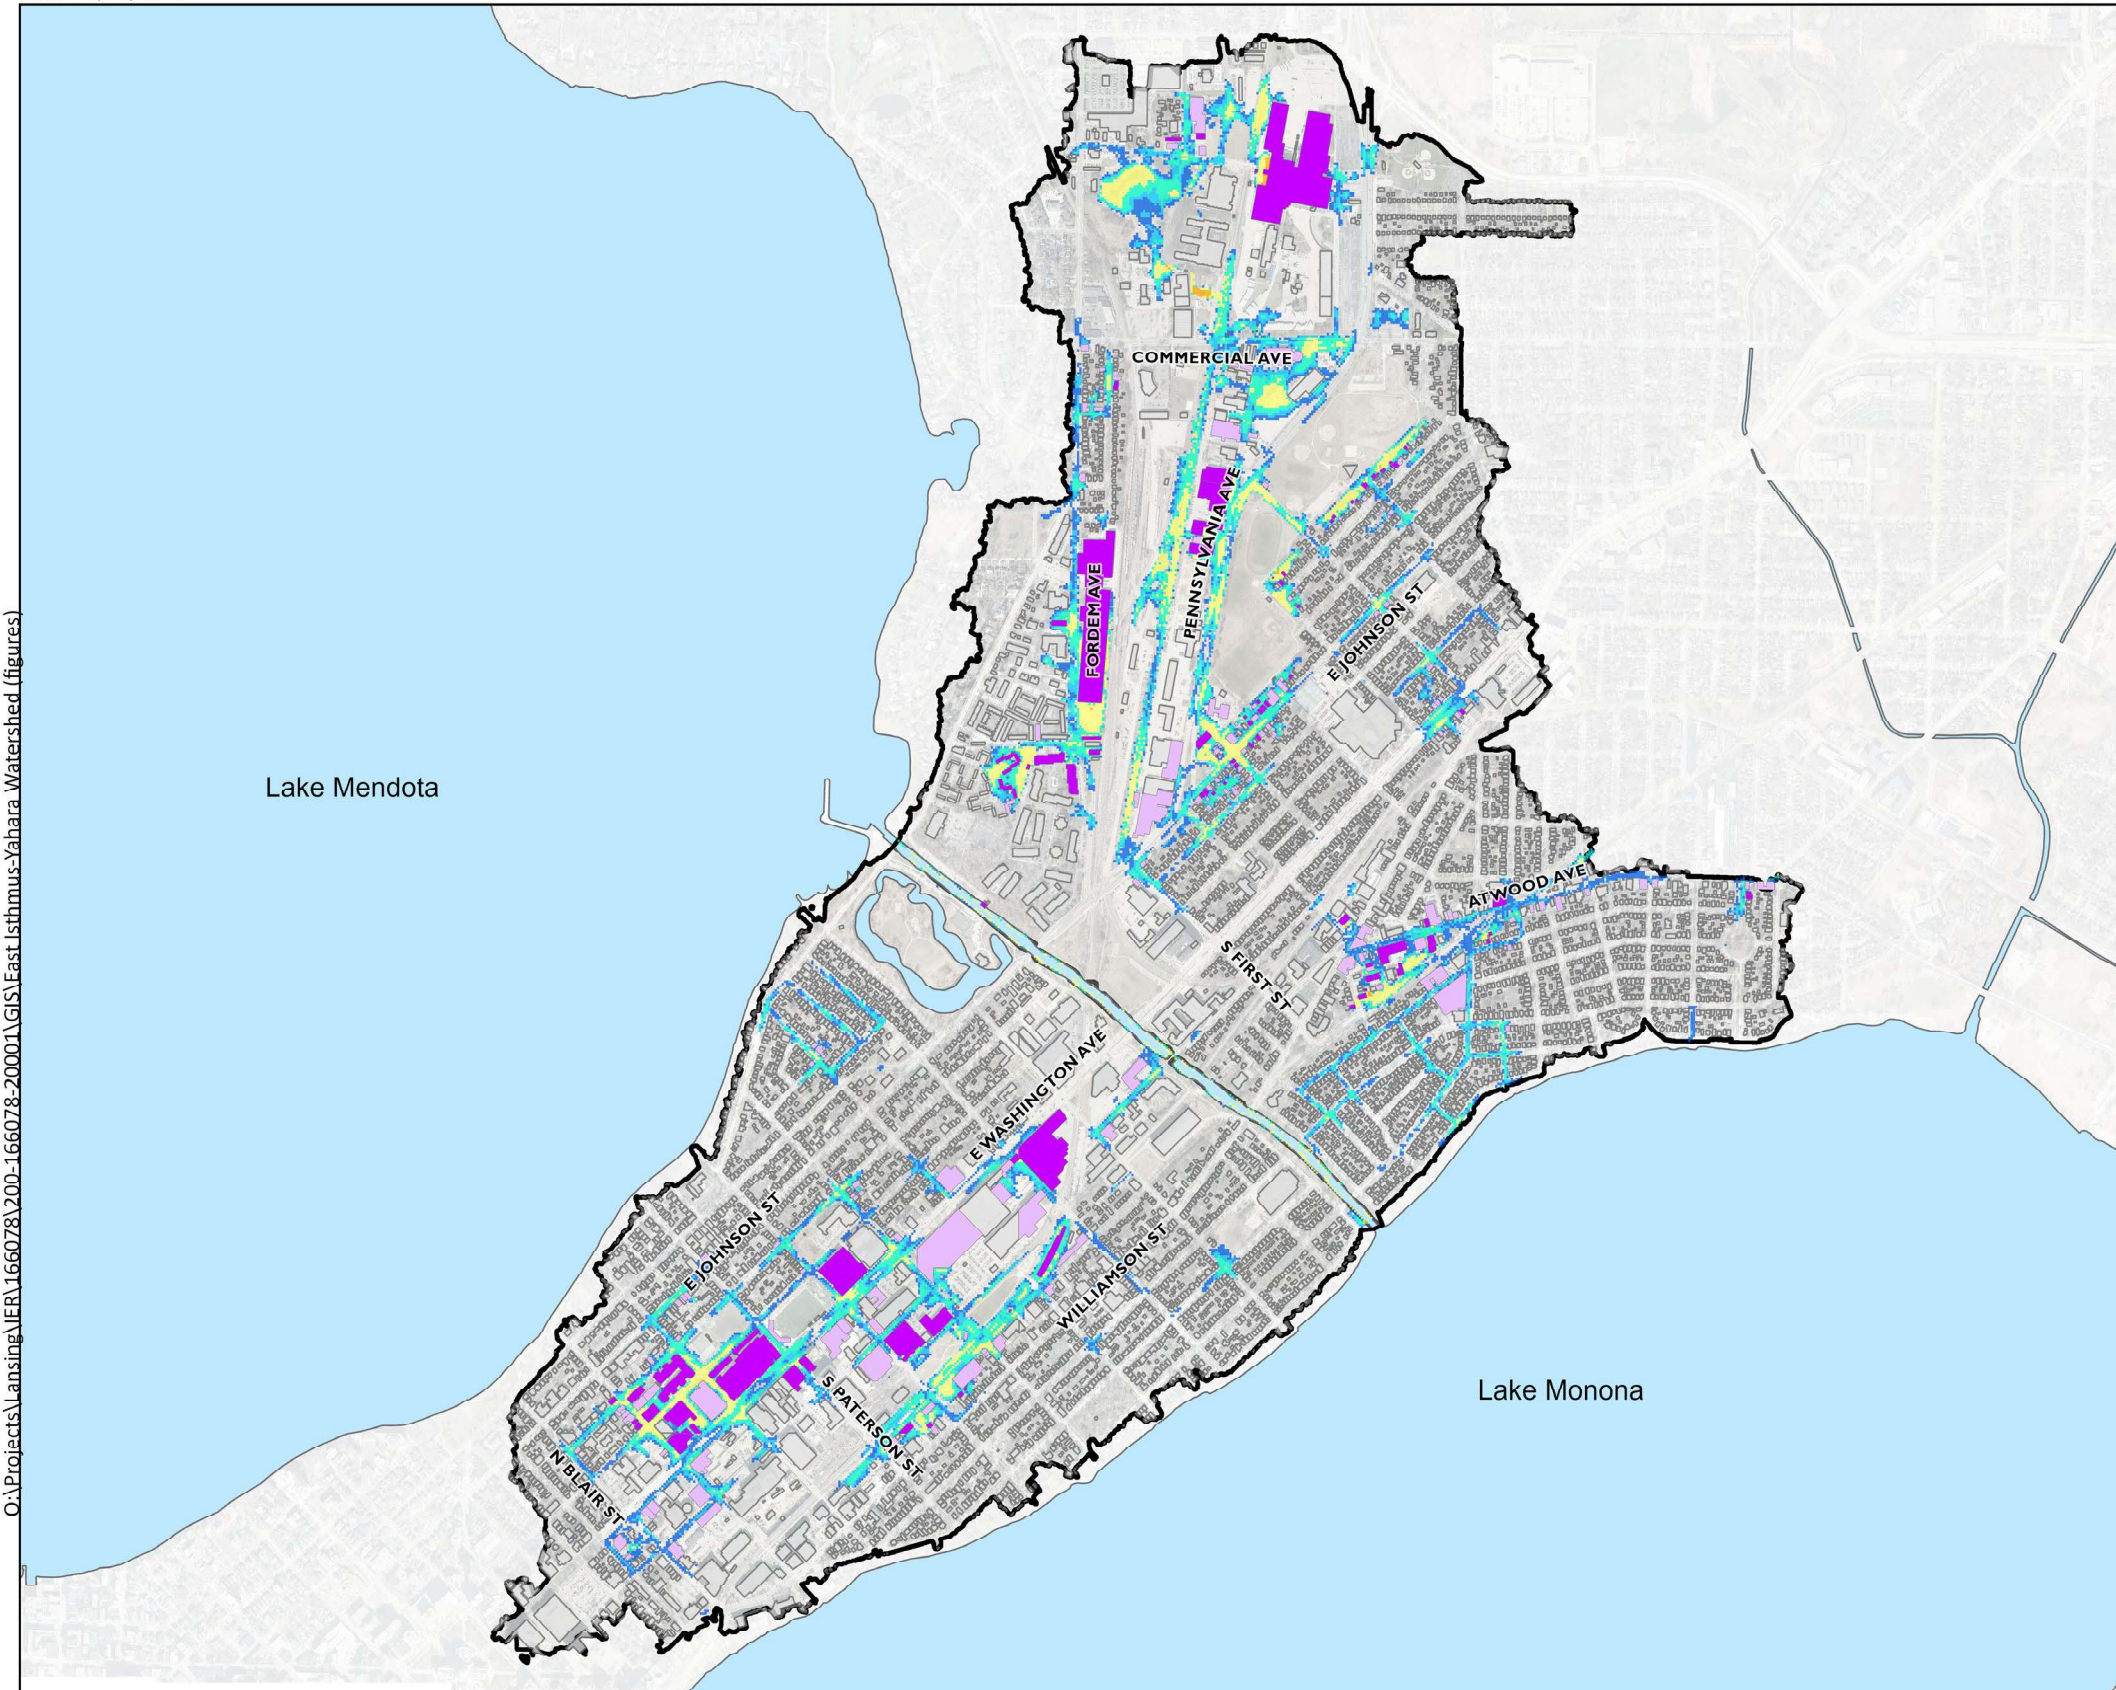 COMMERCIAL AVE
PENNSYLVANIA AVE
FORDEM AVE
E JOHNSON ST
Lake Mendota
ATWOOD AVE
S FIRST ST
E WASHINGTON AVE
E JOHNSON ST
WILLIAMSON ST
S PATERSON ST
Lake Monona
N BLAIR ST
O:\Projects\Lansing\IER\166078\200-166078-20001\GIS\East Isthmus-Yahara Watershed (figures)